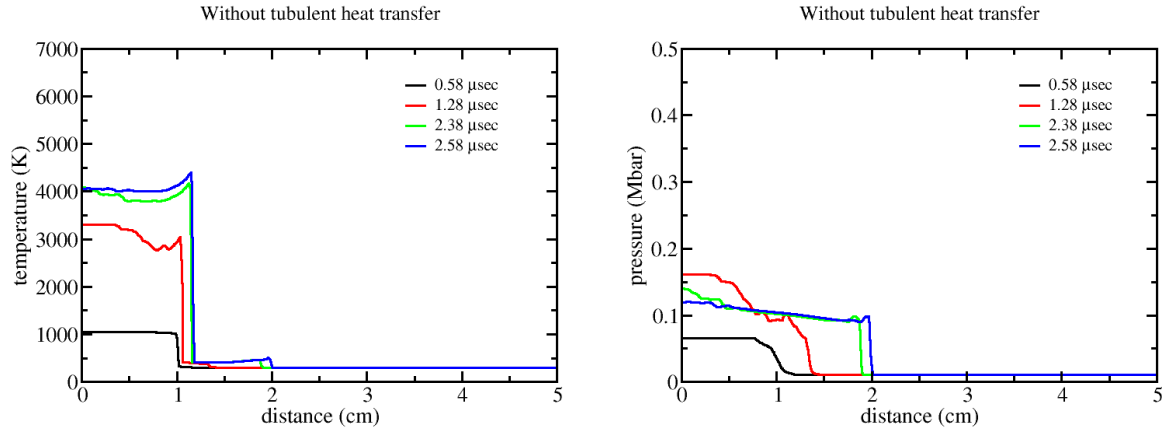 Without tubulent heat transfer
7000
6000
5000
4000
3000
2000
1000
0
temperature (K)
0.58 µsec
1.28 µsec
2.38 µsec
2.58 µsec
0 1 2 3 4 5
distance (cm)
Without tubulent heat transfer
0.5
0.4
0.3
0.2
0.1
0
pressure (Mbar)
0.58 µsec
1.28 µsec
2.38 µsec
2.58 µsec
0 1 2 3 4 5
distance (cm)